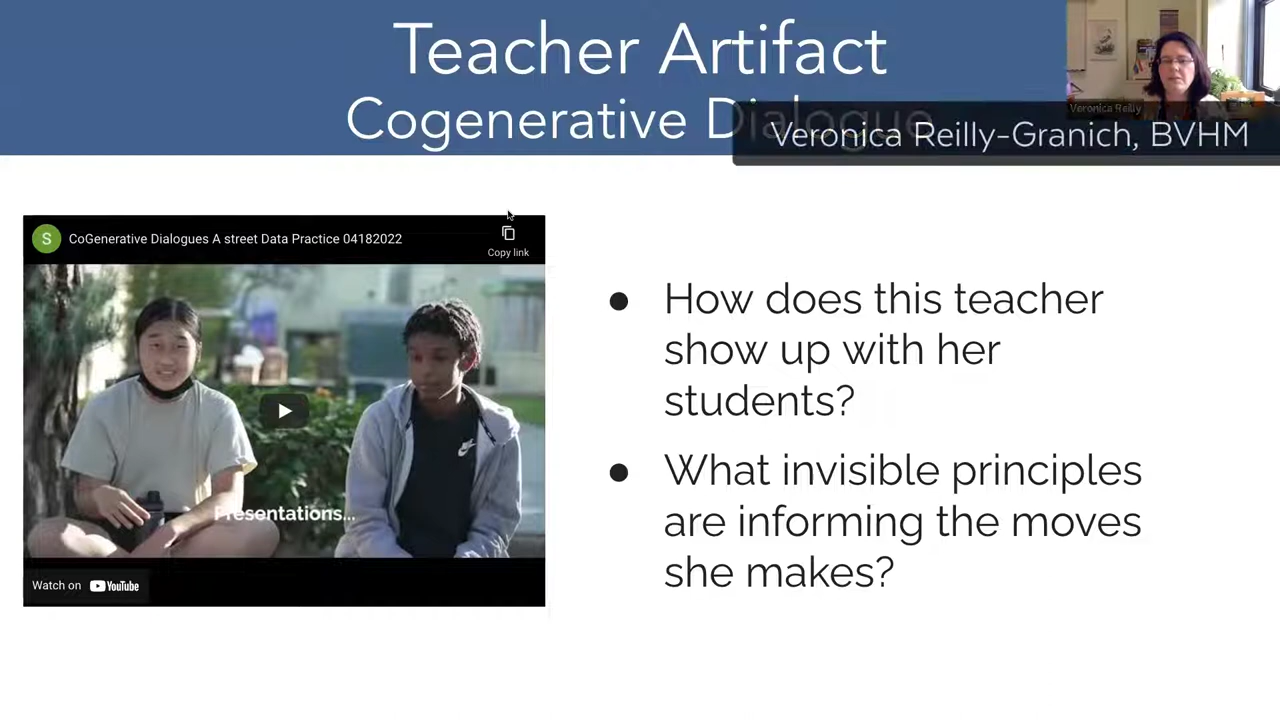 Teacher Artifact
Cogenerative Dialogue
Veronica Reilly
Veronica Reilly-Granich, BVHM
S
CoGenerative Dialogues A street Data Practice 04182022
Copy link
Presentations...
Watch on YouTube
● How does this teacher
show up with her
students?
● What invisible principles
are informing the moves
she makes?